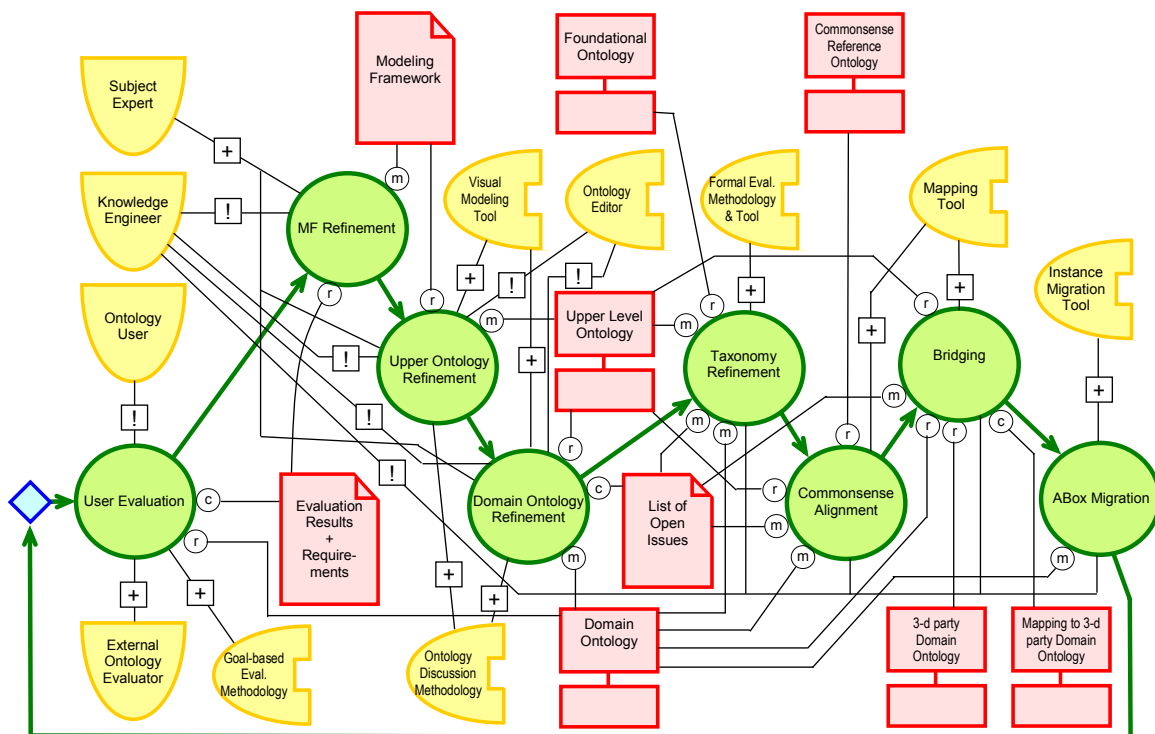 Subject
Expert
Modeling
Framework
Foundational
Ontology
Commonsense
Reference
Ontology
+
m
Knowledge
Engineer
!
MF Refinement
Visual
Modeling
Tool
Ontology
Editor
Formal Eval.
Methodology
& Tool
Mapping
Tool
Instance
Migration
Tool
r
r
+
!
!
r
+
+
r
Ontology
User
m
Upper Level
Ontology
m
Upper Ontology
Refinement
!
+
Taxonomy
Refinement
+
Bridging
+
!
!
r
m
m
m
c
r
r
r
!
User Evaluation
c
Evaluation
Results
+
Require-
ments
Domain Ontology
Refinement
c
List of
Open
Issues
r
m
Commonsense
Alignment
ABox Migration
r
m
m
m
+
+
+
+
External
Ontology
Evaluator
Goal-based
Eval.
Methodology
Ontology
Discussion
Methodology
Domain
Ontology
3-d party
Domain
Ontology
Mapping to 3-d
party Domain
Ontology